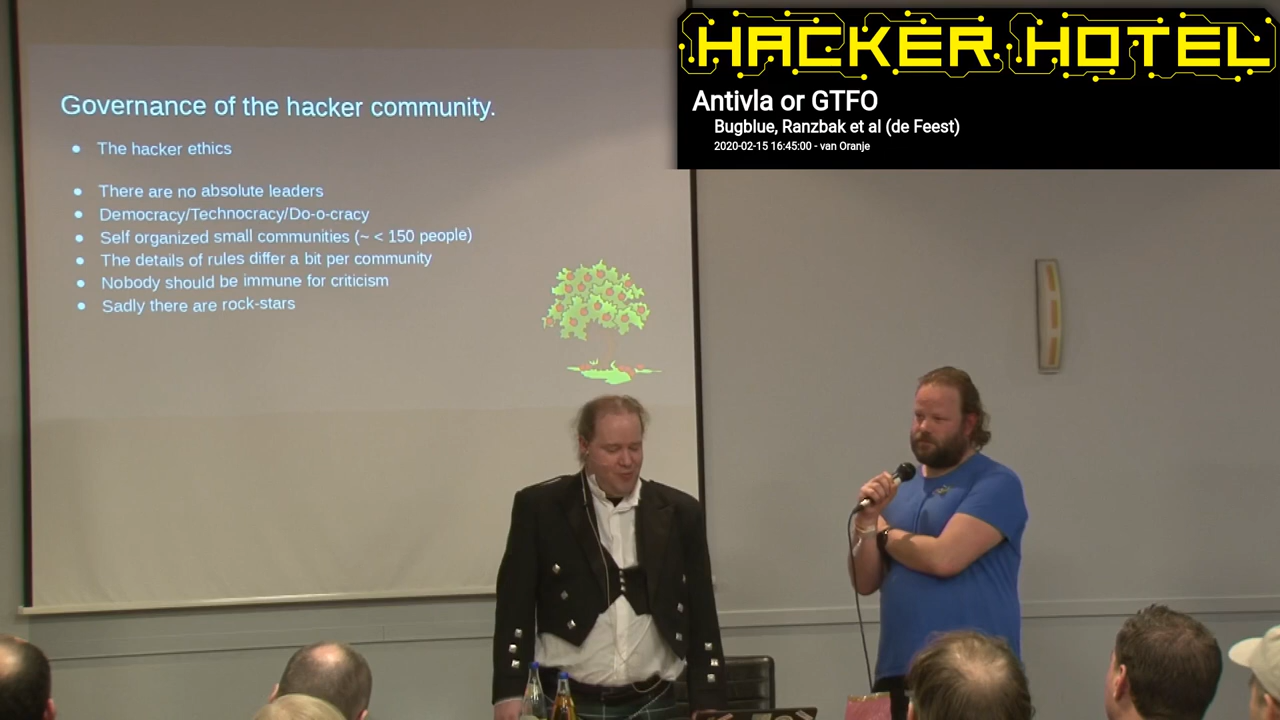 HACKER HOTEL
Antivla or GTFO
Bugblue, Ranzbak et al (de Feest)
2020-02-15 16:45:00 - van Oranje
Governance of the hacker community.
The hacker ethics
There are no absolute leaders
Democracy/Technocracy/Do-o-cracy
Self organized small communities (~ < 150 people)
The details of rules differ a bit per community
Nobody should be immune for criticism
Sadly there are rock-stars